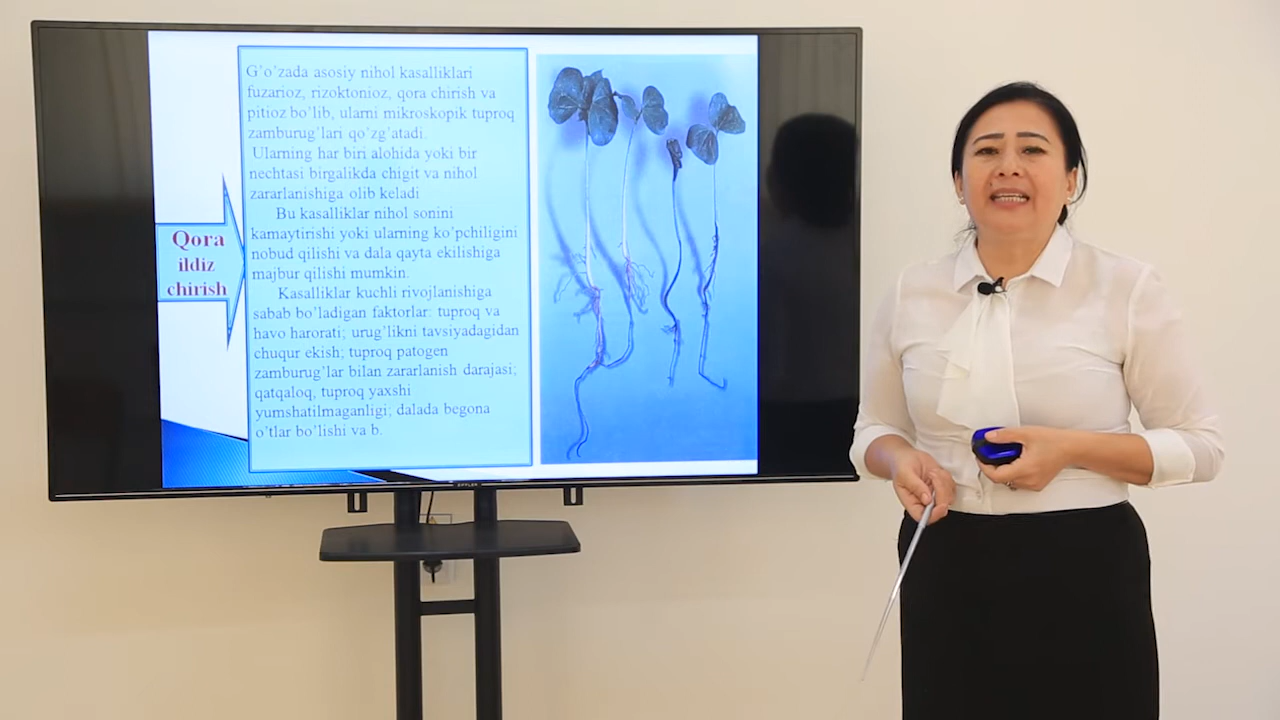 G'o'zada asosiy nihol kasalliklari
fuzarioz, rizoktonioz, qora chirish va
pitioz bo'lib, ularni mikroskopik tuproq
zamburug'lari qo'zg'atadi.
Ularning har biri alohida yoki bir
nechtasi birgalikda chigit va nihol
zararlanishiga olib keladi
Bu kasalliklar nihol sonini
kamaytirishi yoki ularning ko'pchiligini
nobud qilishi va dala qayta ekilishiga
majbur qilishi mumkin.
Kasalliklar kuchli rivojlanishiga
sabab bo'ladigan faktorlar: tuproq va
havo harorati; urug'likni tavsiyadagidan
chuqur ekish; tuproq patogen
zamburug'lar bilan zararlanish darajasi;
qatqaloq, tuproq yaxshi
yumshatilmaganligi; dalada begona
o'tlar bo'lishi va b.
Qora
ildiz
chirish